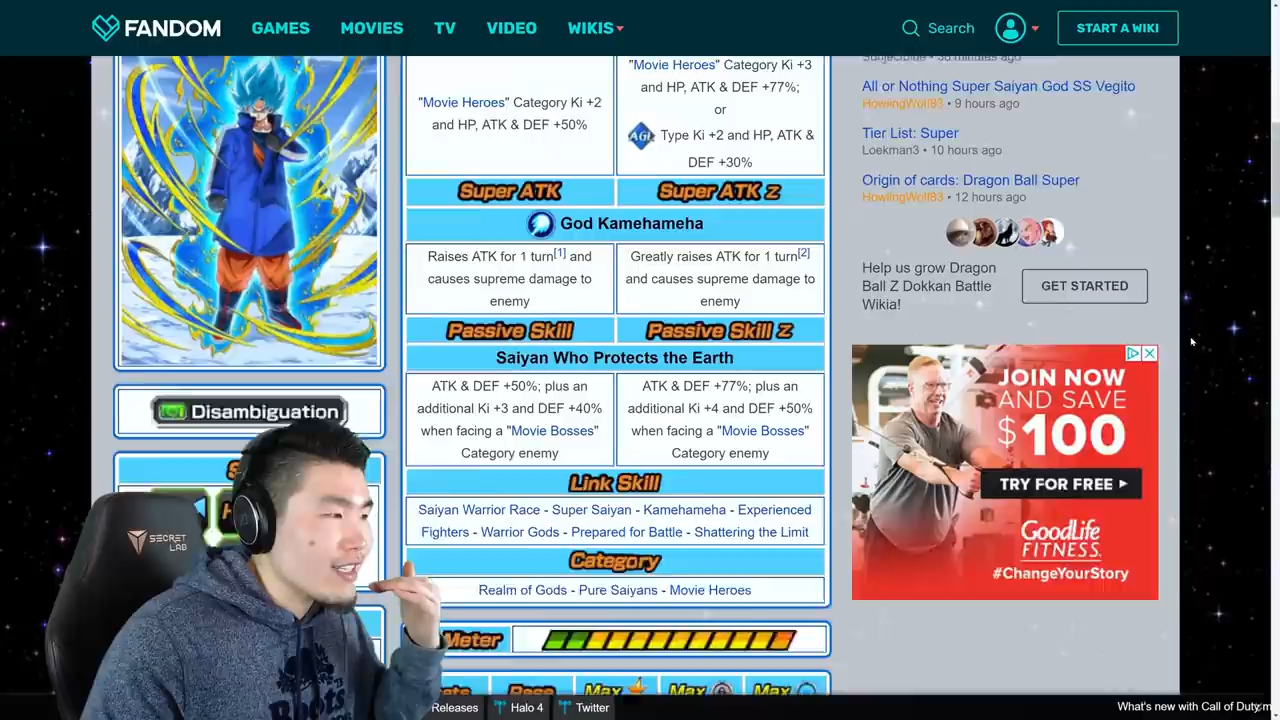 FANDOM GAMES MOVIES TV VIDEO WIKIS Search START A WIKI
"Movie Heroes" Category Ki +2
and HP, ATK & DEF +50%
"Movie Heroes" Category Ki +3
and HP, ATK & DEF +77%;
or
AGL Type Ki +2 and HP, ATK &
DEF +30%
Super ATK Super ATK Z
God Kamehameha
Raises ATK for 1 turn[1] and
causes supreme damage to
enemy
Greatly raises ATK for 1 turn[2]
and causes supreme damage to
enemy
Passive Skill Passive Skill Z
Saiyan Who Protects the Earth
ATK & DEF +50%; plus an
additional Ki +3 and DEF +40%
when facing a "Movie Bosses"
Category enemy
ATK & DEF +77%; plus an
additional Ki +4 and DEF +50%
when facing a "Movie Bosses"
Category enemy
Link Skill
Saiyan Warrior Race - Super Saiyan - Kamehameha - Experienced
Fighters - Warrior Gods - Prepared for Battle - Shattering the Limit
Category
Realm of Gods - Pure Saiyans - Movie Heroes
Meter
Max Max Max
Disambiguation
SECRET
LAB
All or Nothing Super Saiyan God SS Vegito
HowlingWolf83 • 9 hours ago
Tier List: Super
Loekman3 • 10 hours ago
Origin of cards: Dragon Ball Super
HowlingWolf83 • 12 hours ago
Help us grow Dragon
Ball Z Dokkan Battle
Wikia!
GET STARTED
JOIN NOW
AND SAVE
$100
TRY FOR FREE
GOODLIFE
FITNESS.
#ChangeYourStory
Releases Halo 4 Twitter
What's new with Call of Duty